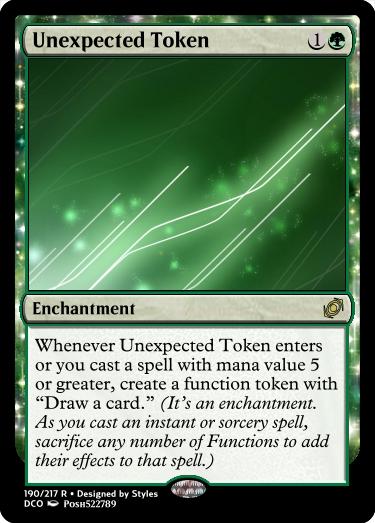 Unexpected Token 1
Enchantment
Whenever Unexpected Token enters
or you cast a spell with mana value 5
or greater, create a function token with
“Draw a card.” (It’s an enchantment.
As you cast an instant or sorcery spell,
sacrifice any number of Functions to add
their effects to that spell.)
190/217 R • Designed by Styles
DCO POSH522789